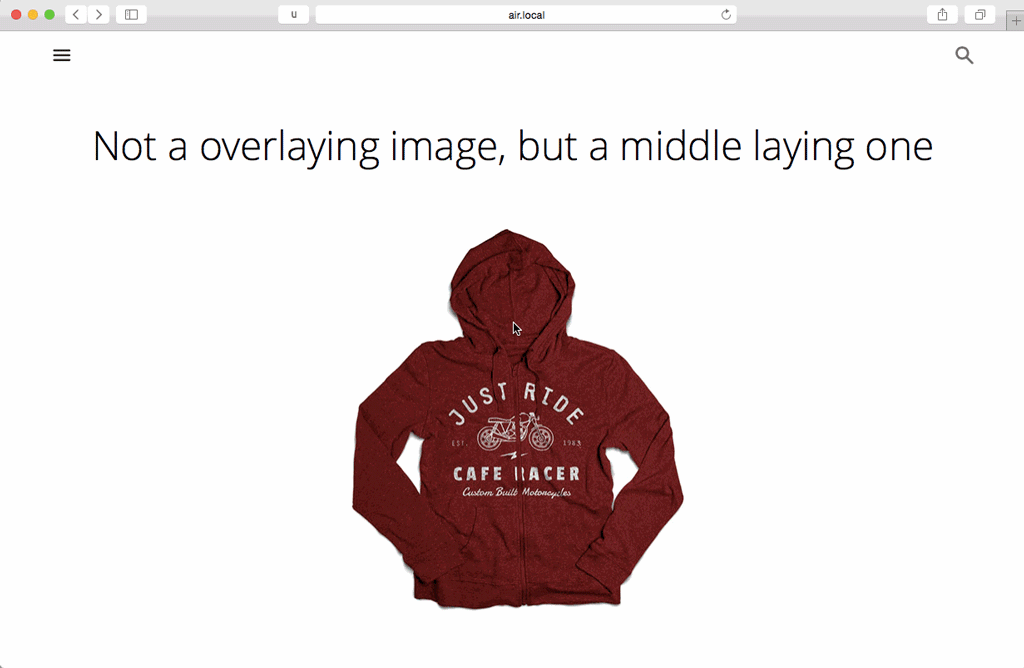 u
air.local
Not a overlaying image, but a middle laying one
JUST RIDE
EST. 1983
CAFE RACER
Custom Built Motorcycles